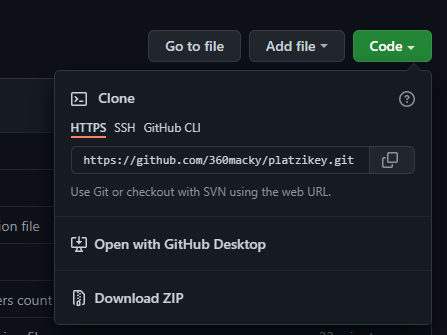 Go to file
Add file
Code
Clone
HTTPS SSH GitHub CLI
https://github.com/360macky/platzikey.git
Use Git or checkout with SVN using the web URL.
ion file
Open with GitHub Desktop
ers count
Download ZIP